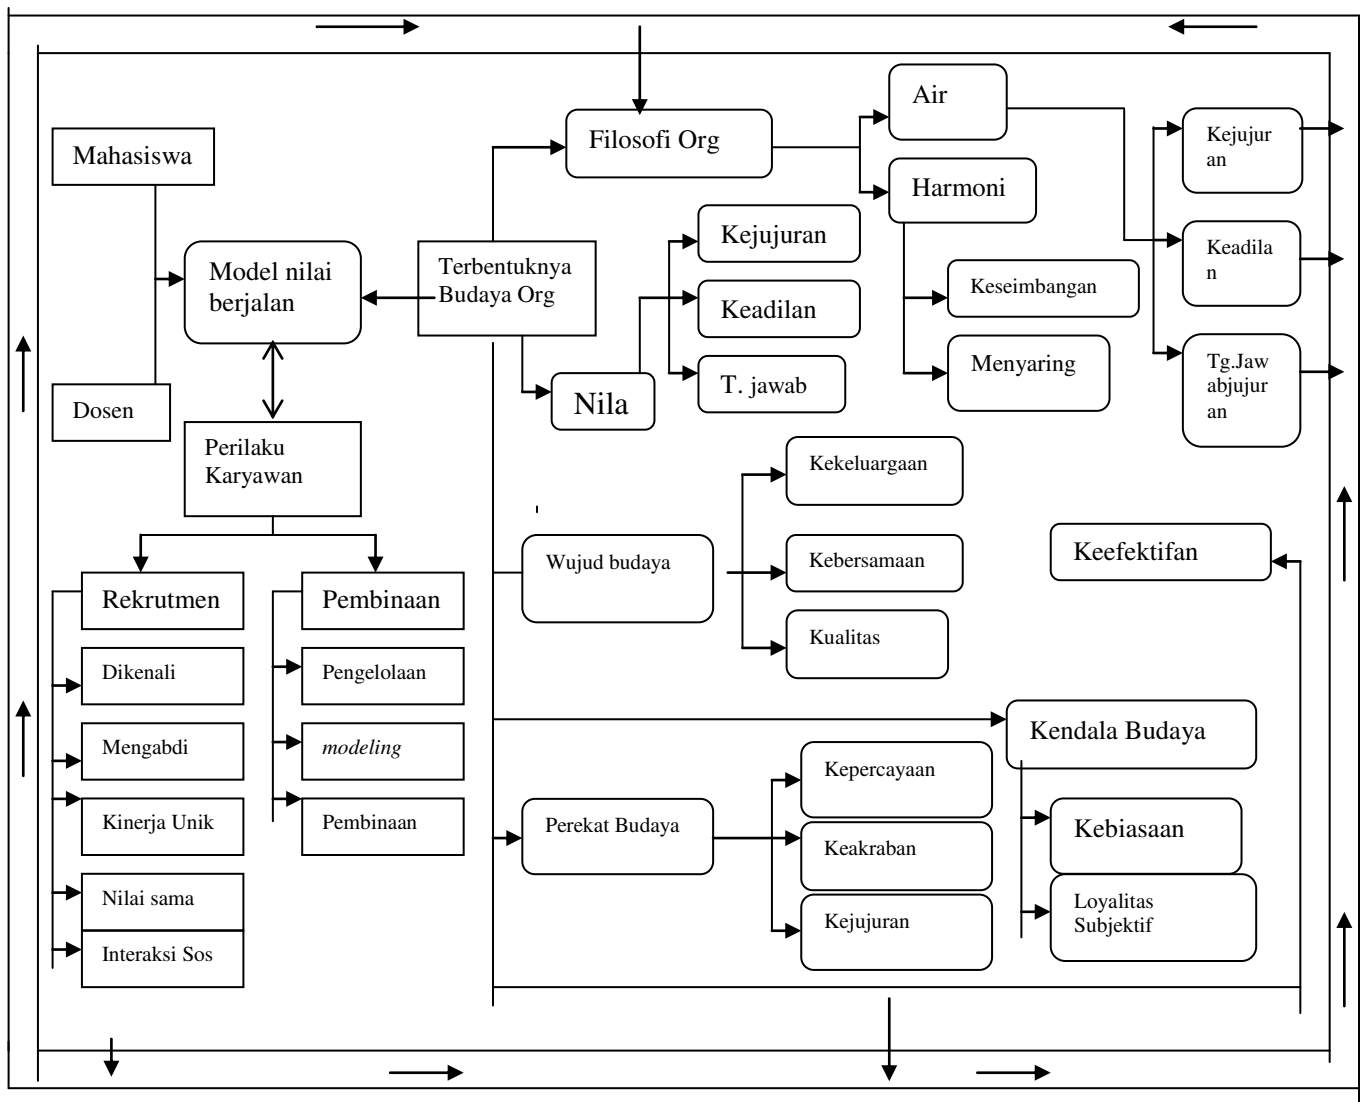 Mahasiswa
Dosen
Model nilai
berjalan
Terbentuknya
Budaya Org
Filosofi Org
Air
Harmoni
Kejujur
an
Keadila
n
Tg.Jaw
abjujur
an
Keseimbangan
Menyaring
Nila
Kejujuran
Keadilan
T. jawab
Perilaku
Karyawan
Rekrutmen
Dikenali
Mengabdi
Kinerja Unik
Nilai sama
Interaksi Sos
Pembinaan
Pengelolaan
modeling
Pembinaan
Wujud budaya
Kekeluargaan
Kebersamaan
Kualitas
Keefektifan
Kendala Budaya
Kebiasaan
Loyalitas
Subjektif
Perekat Budaya
Kepercayaan
Keakraban
Kejujuran